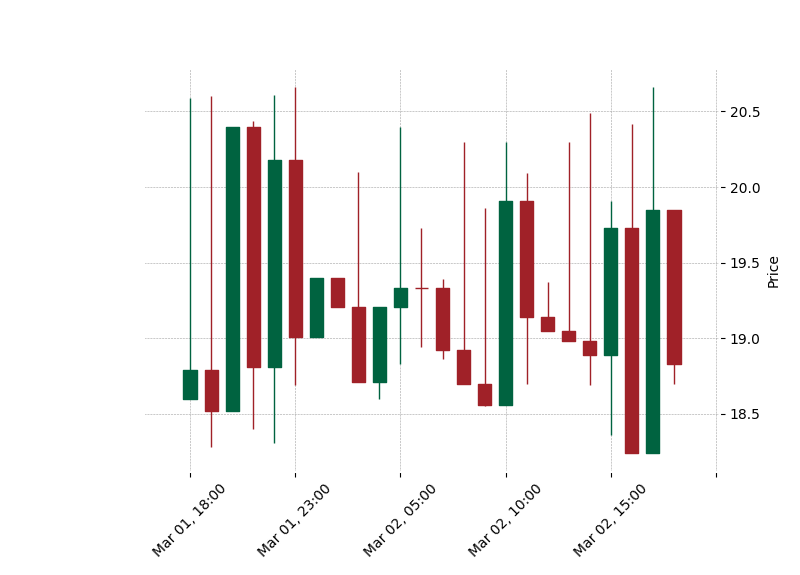 20.5
20.0
19.5
19.0
18.5
Price
Mar 01, 18:00
Mar 01, 23:00
Mar 02, 05:00
Mar 02, 10:00
Mar 02, 15:00